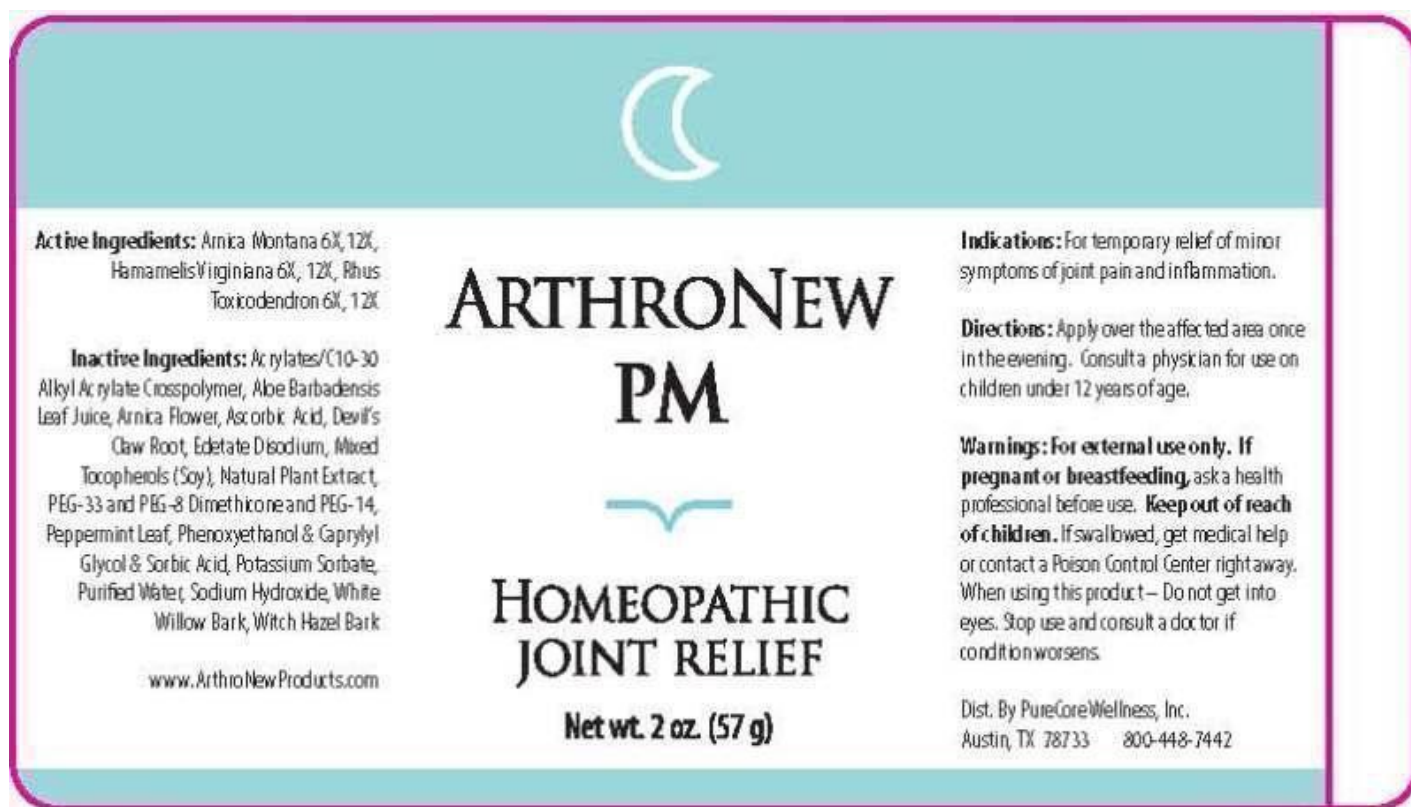 Active Ingredients: Arnica Montana 6X, 12X,
Hamamelis Virginiana 6X, 12X, Rhus
Toxicodendron 6X, 12X
Inactive Ingredients: Acrylates/C10-30
Alkyl Acrylate Crosspolymer, Aloe Barbadensis
Leaf Juice, Arnica Flower, Ascorbic Acid, Devil's
Claw Root, Edetate Disodium, Mixed
Tocopherols (Soy), Natural Plant Extract,
PEG-33 and PEG-8 Dimethicone and PEG-14,
Peppermint Leaf, Phenoxyethanol & Caprylyl
Glycol & Sorbic Acid, Potassium Sorbate,
Purified Water, Sodium Hydroxide, White
Willow Bark, Witch Hazel Bark
www.ArthroNewProducts.com
ARTHRONEW
PM
HOMEOPATHIC
JOINT RELIEF
Net wt. 2 oz. (57 g)
Indications: For temporary relief of minor
symptoms of joint pain and inflammation.
Directions: Apply over the affected area once
in the evening. Consult a physician for use on
children under 12 years of age.
Warnings: For external use only. If
pregnant or breastfeeding, ask a health
professional before use. Keep out of reach
of children. If swallowed, get medical help
or contact a Poison Control Center right away.
When using this product – Do not get into
eyes. Stop use and consult a doctor if
condition worsens.
Dist. By PureCore Wellness, Inc.
Austin, TX 78733 800-448-7442